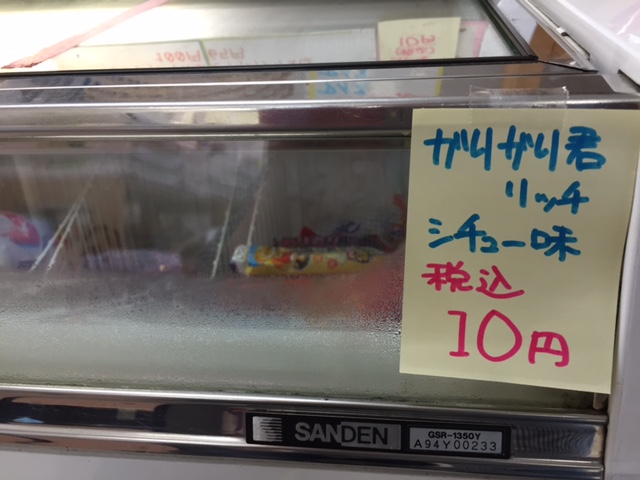 ガリガリ君
リッチ
シチュー味
税込
10円
SANDEN
GSR-1350Y
A94Y00233